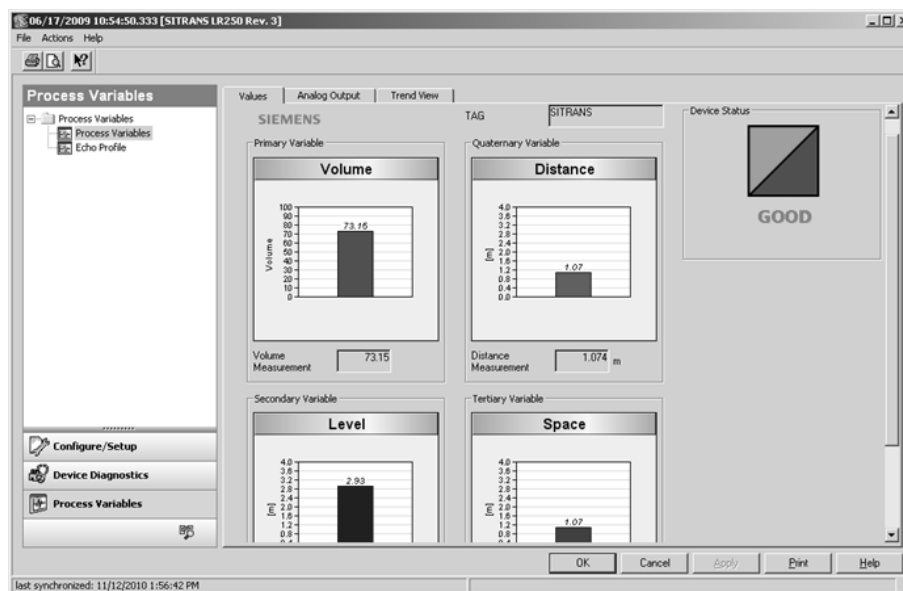 06/17/2009 10:54:50.333 [SITRANS LR250 Rev. 3]
File Actions Help
Process Variables
Process Variables
Process Variables
Echo Profile
Configure/Setup
Device Diagnostics
Process Variables
Values Analog Output Trend View
SIEMENS
TAG SITRANS
Primary Variable
Volume
100
90
80
70
60
50
40
30
20
10
0
Volume
73.15
Volume
Measurement
73.15
Quaternary Variable
Distance
4.0
3.6
3.2
2.8
2.4
2.0
1.6
1.2
0.8
0.4
0.0
[m]
1.07
Distance
Measurement
1.074 m
Device Status
GOOD
Secondary Variable
Level
4.0
3.6
3.2
2.8
2.4
2.0
1.6
1.2
0.8
[m]
2.93
Tertiary Variable
Space
4.0
3.6
3.2
2.8
2.4
2.0
1.6
1.2
0.8
[m]
1.07
OK Cancel Apply Print Help
last synchronized: 11/12/2010 1:56:42 PM